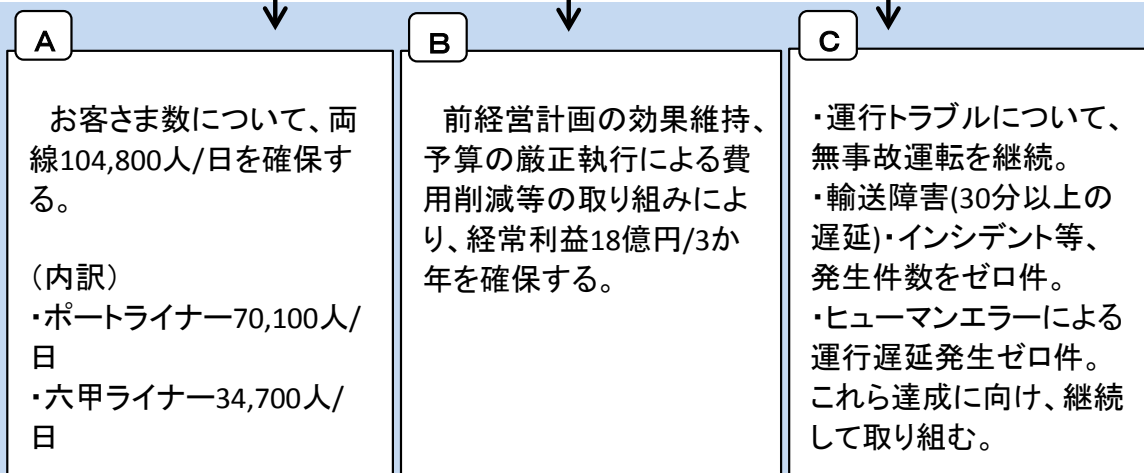 A
お客さま数について、両
線104,800人/日を確保す
る。
（内訳）
・ポートライナー70,100人/
日
・六甲ライナー34,700人/
日
B
前経営計画の効果維持、
予算の厳正執行による費
用削減等の取り組みによ
り、経常利益18億円/3か
年を確保する。
C
・運行トラブルについて、
無事故運転を継続。
・輸送障害(30分以上の
遅延)・インシデント等、
発生件数をゼロ件。
・ヒューマンエラーによる
運行遅延発生ゼロ件。
これら達成に向け、継続
して取り組む。